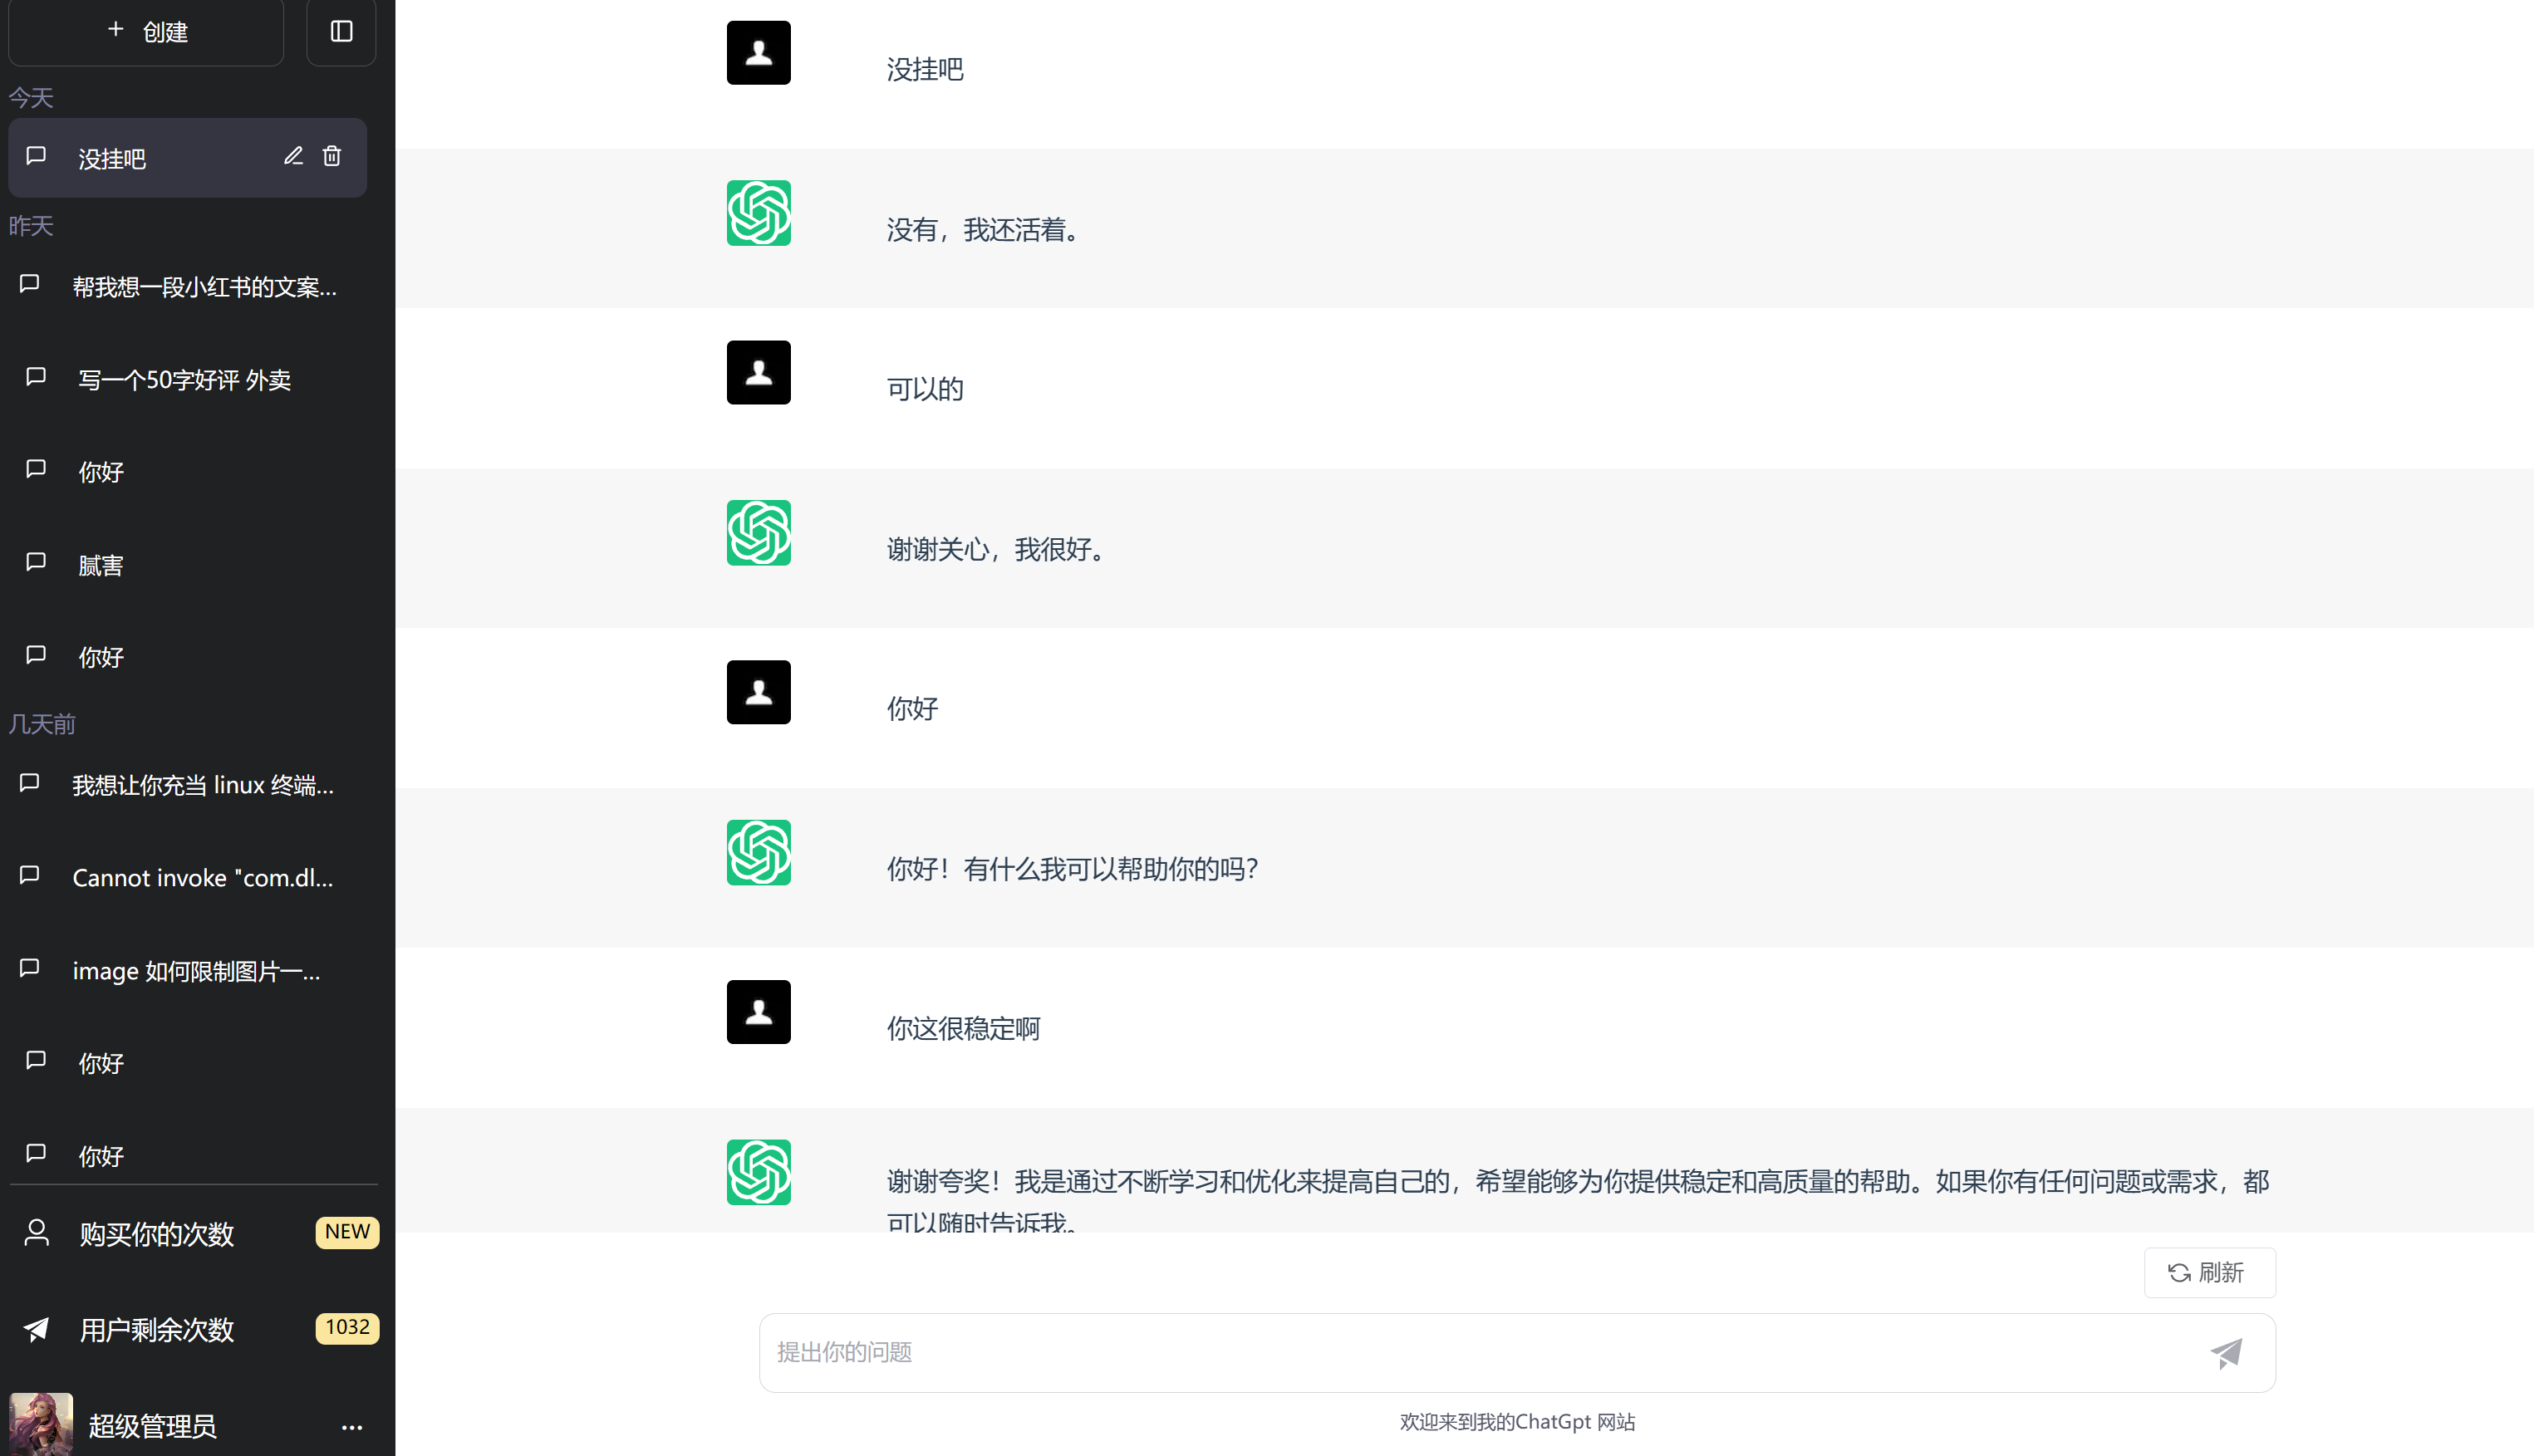 创建
今天
没挂吧
昨天
帮我想一段小红书的文案...
写一个50字好评 外卖
你好
腻害
你好
几天前
我想让你充当 linux 终端...
Cannot invoke "com.dl...
image 如何限制图片一...
你好
你好
购买你的次数 NEW
用户剩余次数 1032
超级管理员
没挂吧
没有，我还活着。
可以的
谢谢关心，我很好。
你好
你好！有什么我可以帮助你的吗？
你这很稳定啊
谢谢夸奖！我是通过不断学习和优化来提高自己的，希望能够为你提供稳定和高质量的帮助。如果你有任何问题或需求，都
可以随时告诉我。
刷新
提出你的问题
欢迎来到我的ChatGpt 网站